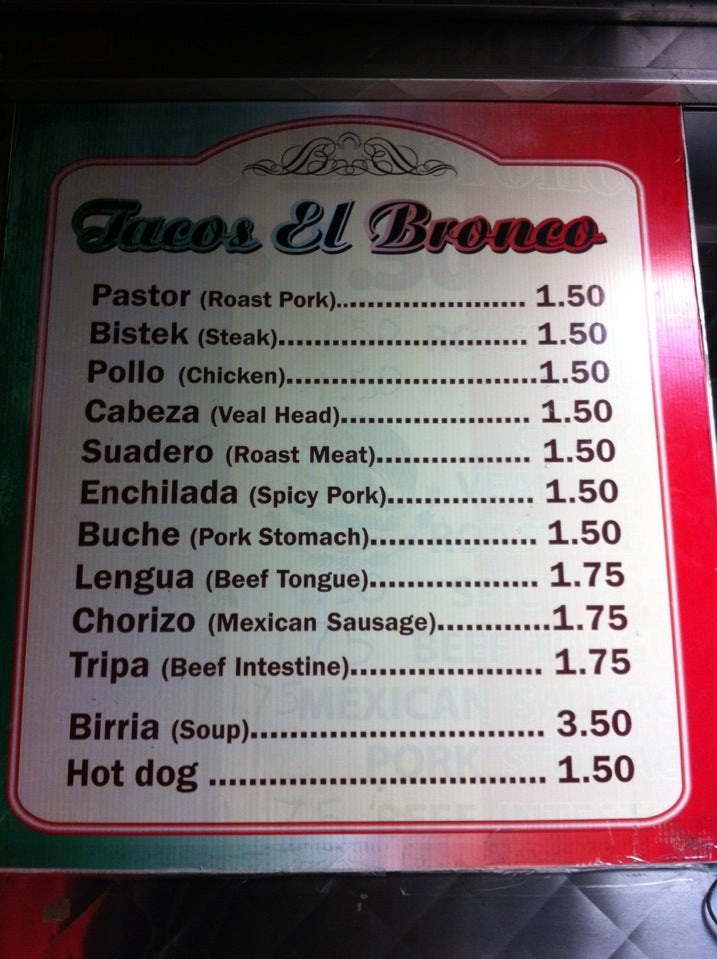 Tacos El Bronco
Pastor (Roast Pork)...................... 1.50
Bistek (Steak).............................. 1.50
Pollo (Chicken)..............................1.50
Cabeza (Veal Head)....................... 1.50
Suadero (Roast Meat)................... 1.50
Enchilada (Spicy Pork)................. 1.50
Buche (Pork Stomach).................... 1.50
Lengua (Beef Tongue).................... 1.75
Chorizo (Mexican Sausage).............1.75
Tripa (Beef Intestine)....................... 1.75
Birria (Soup)................................... 3.50
Hot dog ........................................ 1.50